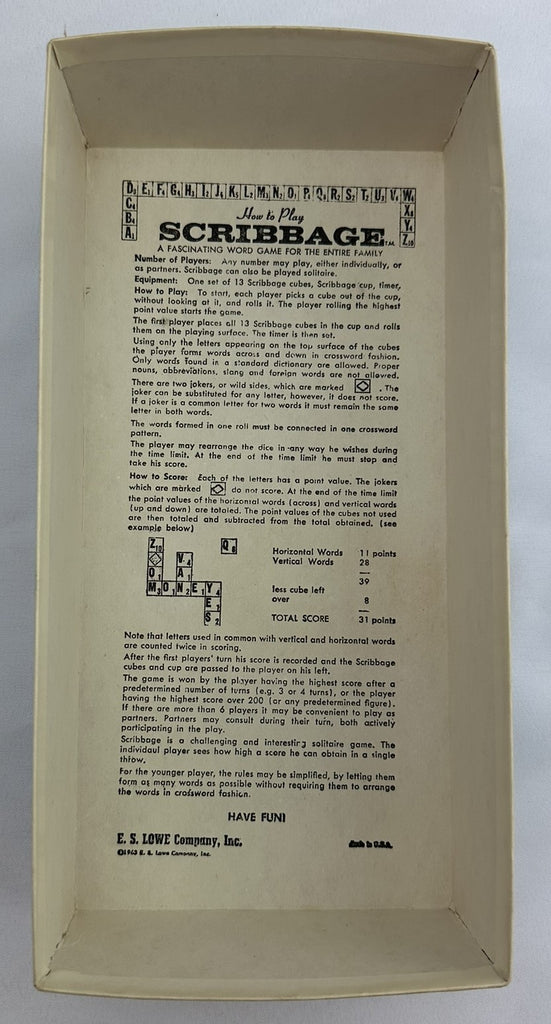 D E F G H I J K L M N O P Q R S T U V W
C X
B Y
A Z
How to Play
SCRIBBAGE TM
A FASCINATING WORD GAME FOR THE ENTIRE FAMILY
Number of Players: Any number may play, either individually, or
as partners. Scribbage can also be played solitaire.
Equipment: One set of 13 Scribbage cubes, Scribbage cup, timer,
How to Play: To start, each player picks a cube out of the cup,
without looking at it, and rolls it. The player rolling the highest
point value starts the game.
The first player places all 13 Scribbage cubes in the cup and rolls
them on the playing surface. The timer is then set.
Using only the letters appearing on the top surface of the cubes
the player forms words across and down in crossword fashion.
Only words found in a standard dictionary are allowed. Proper
nouns, abbreviations, slang and foreign words are not allowed.
There are two jokers, or wild sides, which are marked . The
joker can be substituted for any letter, however, it does not score.
If a joker is a common letter for two words it must remain the same
letter in both words.
The words formed in one roll must be connected in one crossword
pattern.
The player may rearrange the dice in any way he wishes during
the time limit. At the end of the time limit he must stop and
take his score.
How to Score: Each of the letters has a point value. The jokers
which are marked do not score. At the end of the time limit
the point values of the horizontal words (across) and vertical words
(up and down) are totaled. The point values of the cubes not used
are then totaled and subtracted from the total obtained. (see
example below)
Z10 Q8
V4
O1 A1
M3 O1 N2 E1 Y4
E1
S2
Horizontal Words 11 points
Vertical Words 28
39
less cube left
over 8
TOTAL SCORE 31 points
Note that letters used in common with vertical and horizontal words
are counted twice in scoring.
After the first players' turn his score is recorded and the Scribbage
cubes and cup are passed to the player on his left.
The game is won by the player having the highest score after a
predetermined number of turns (e.g. 3 or 4 turns), or the player
having the highest score over 200 (or any predetermined figure).
If there are more than 6 players it may be convenient to play as
partners. Partners may consult during their turn, both actively
participating in the play.
Scribbage is a challenging and interesting solitaire game. The
individaul player sees how high a score he can obtain in a single
throw.
For the younger player, the rules may be simplified, by letting them
form as many words as possible without requiring them to arrange
the words in crossword fashion.
HAVE FUN!
E. S. LOWE Company, Inc. Made in U.S.A.
©1963 E. S. Lowe Company, Inc.